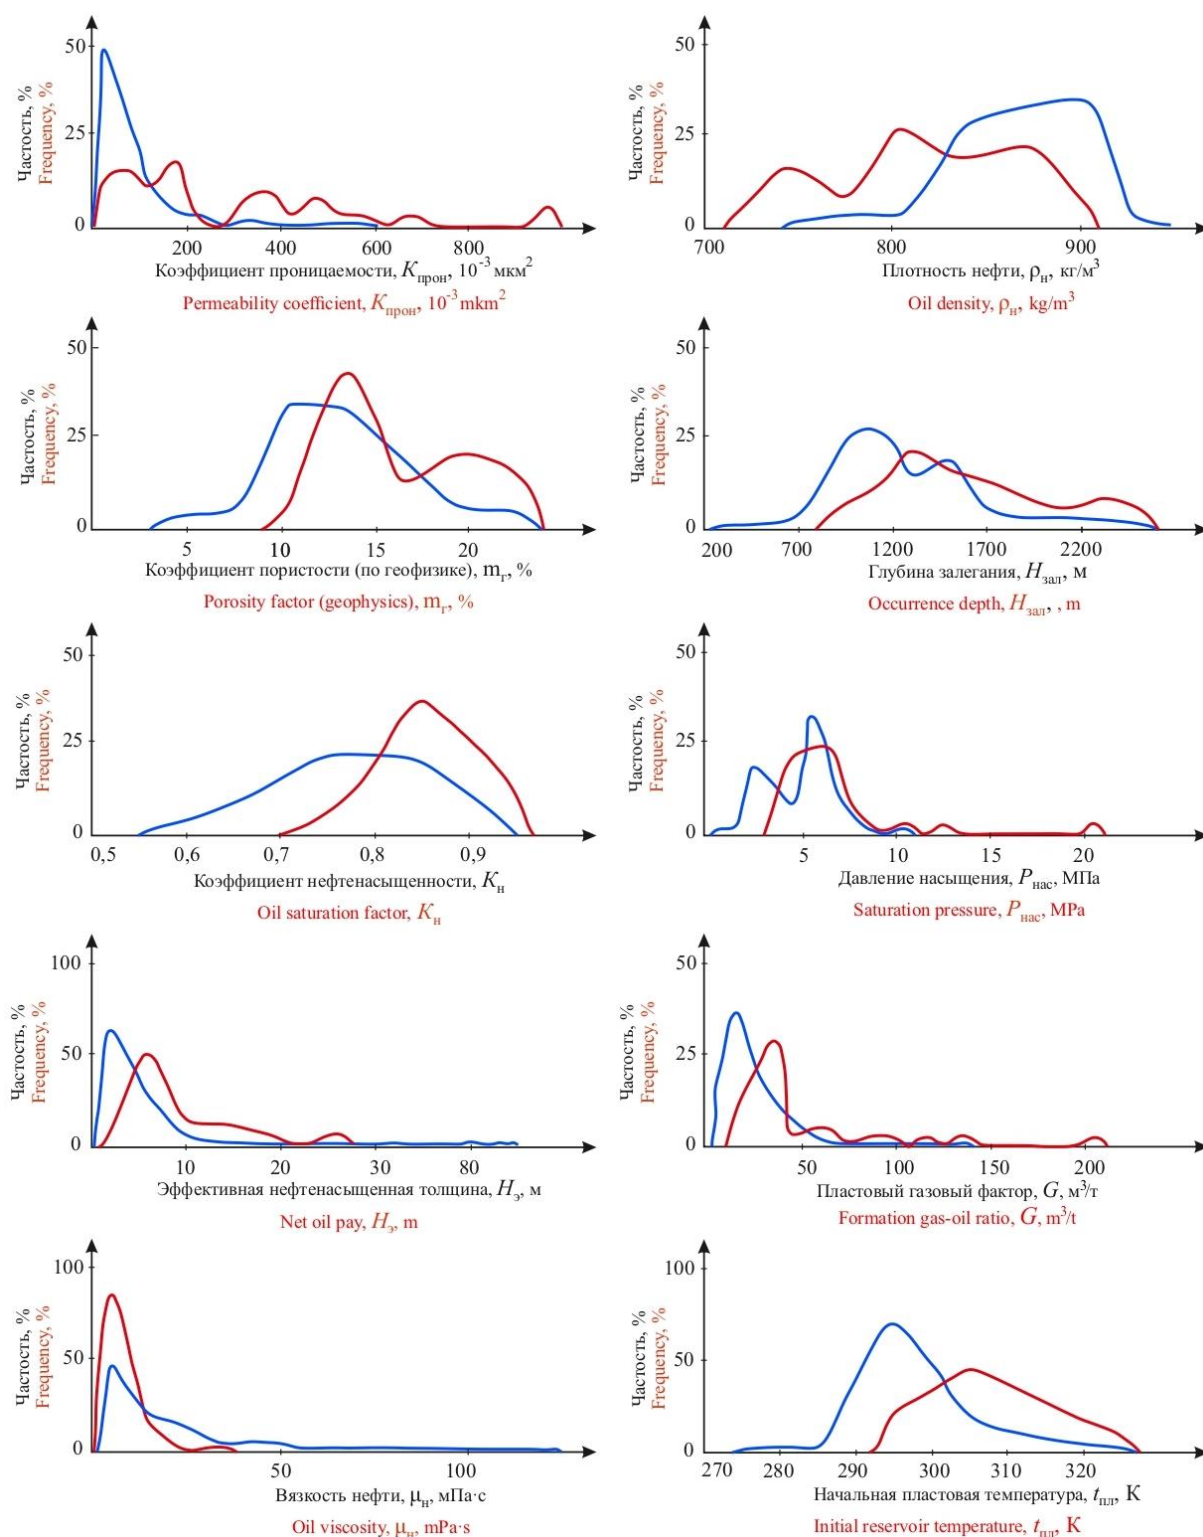 Частость, %
Frequency, %
50
25
0
200
400
600
800
Коэффициент проницаемости, Kпрон, 10⁻³ мкм²
Permeability coefficient, Kпрон, 10⁻³ mkm²
Частость, %
Frequency, %
50
25
0
700
800
900
Плотность нефти, ρн, кг/м³
Oil density, ρн, kg/m³
Частость, %
Frequency, %
50
25
0
5
10
15
20
Коэффициент пористости (по геофизике), mг, %
Porosity factor (geophysics), mг, %
Частость, %
Frequency, %
50
25
0
200
700
1200
1700
2200
Глубина залегания, Hзал, м
Occurrence depth, Hзал, , m
Частость, %
Frequency, %
50
25
0
0,5
0,6
0,7
0,8
0,9
Коэффициент нефтенасыщенности, Kн
Oil saturation factor, Kн
Частость, %
Frequency, %
50
25
0
5
10
15
20
Давление насыщения, Pнас, МПа
Saturation pressure, Pнас, MPa
Частость, %
Frequency, %
100
50
0
10
20
30
80
Эффективная нефтенасыщенная толщина, Hэ, м
Net oil pay, Hэ, m
Частость, %
Frequency, %
50
25
0
50
100
150
200
Пластовый газовый фактор, G, м³/т
Formation gas-oil ratio, G, m³/t
Частость, %
Frequency, %
100
50
0
50
100
Вязкость нефти, μн, мПа·с
Oil viscosity, μн, mPa·s
Частость, %
Frequency, %
100
50
0
270
280
290
300
310
320
Начальная пластовая температура, tпл, К
Initial reservoir temperature, tпл, K